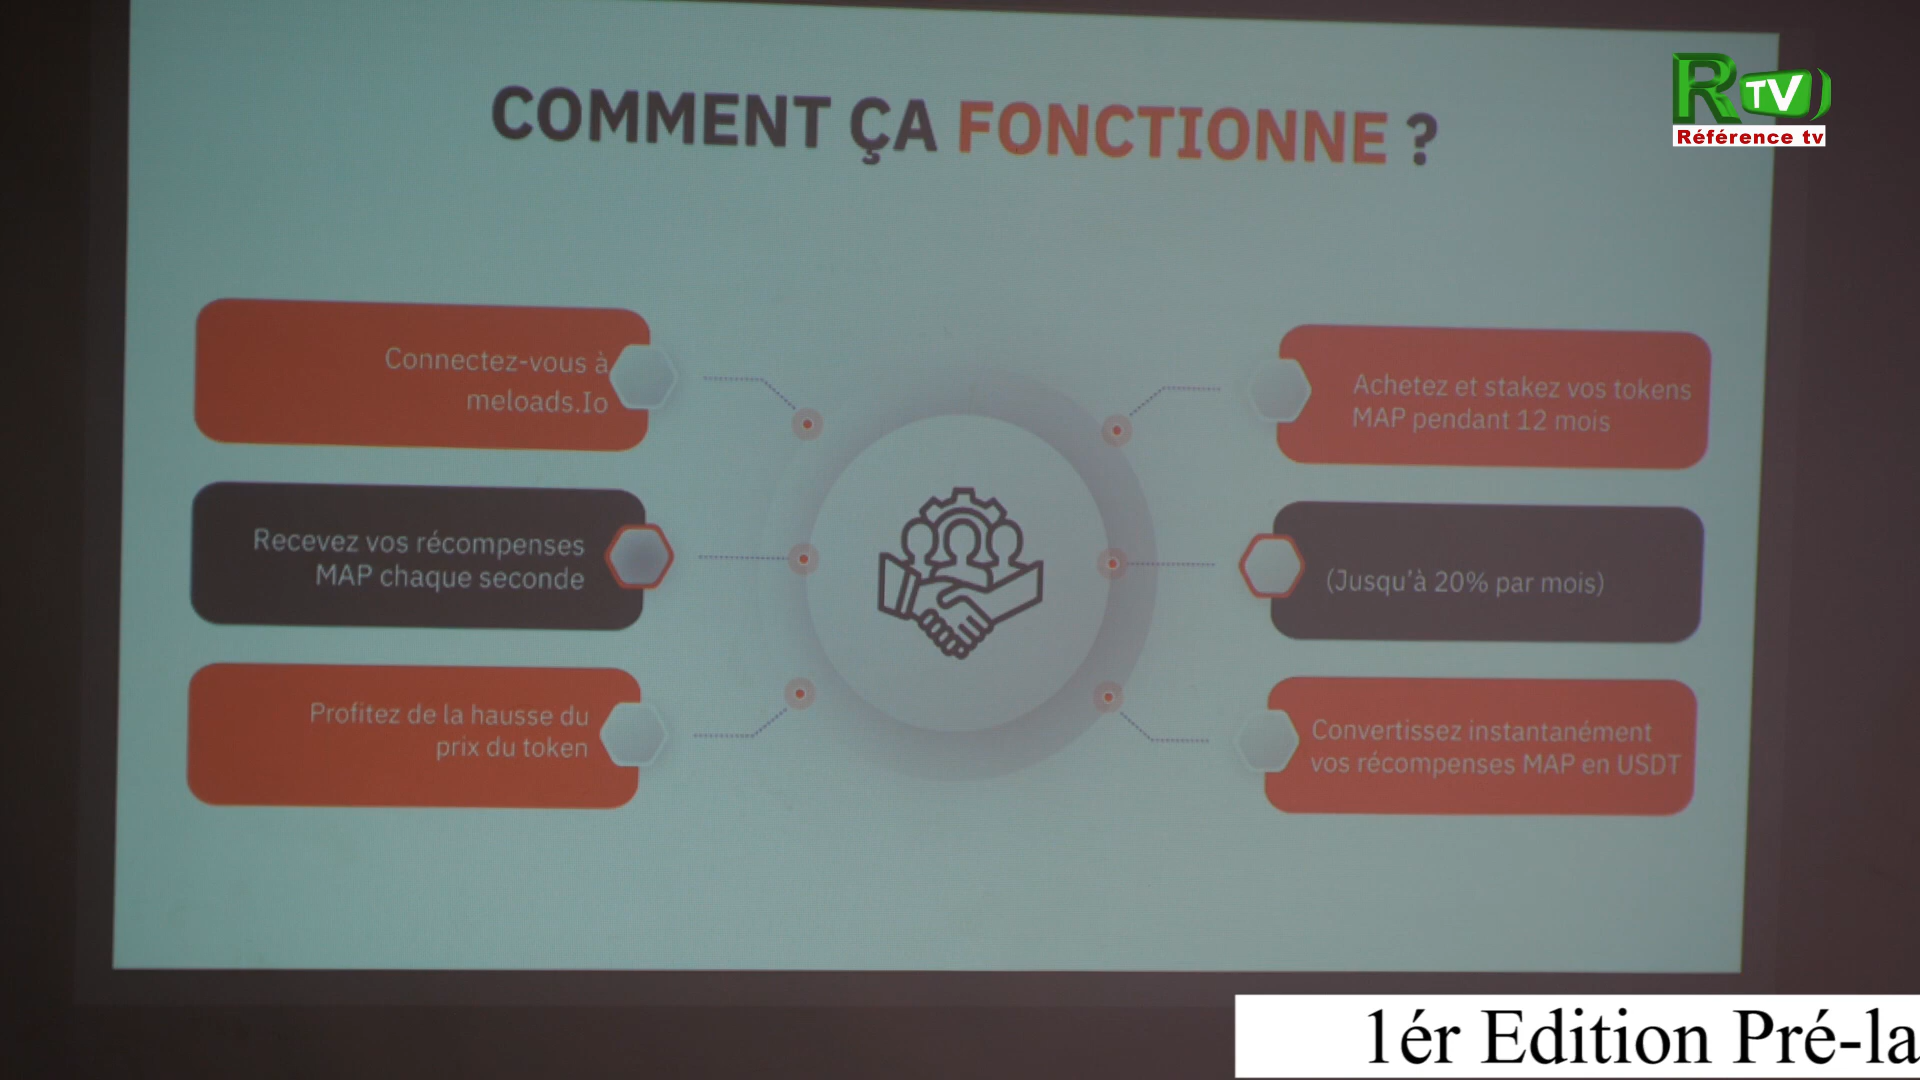 COMMENT ÇA FONCTIONNE ?
R TV
Référence tv
Connectez-vous à
meloads.Io
Recevez vos récompenses
MAP chaque seconde
Profitez de la hausse du
prix du token
Achetez et stakez vos tokens
MAP pendant 12 mois
(Jusqu'à 20% par mois)
Convertissez instantanément
vos récompenses MAP en USDT
1ér Edition Pré-la